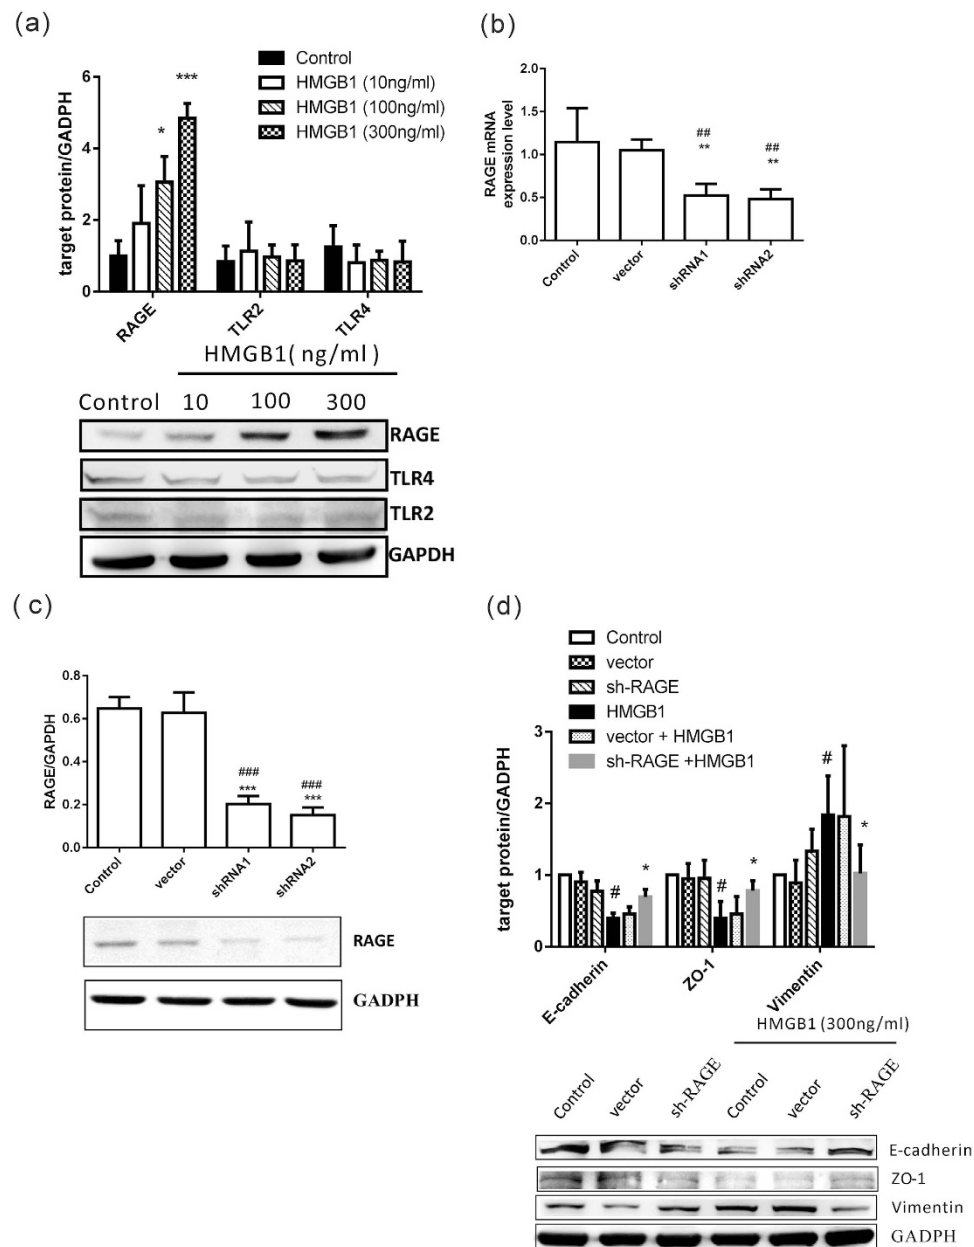 (a)
Control
HMGB1 (10ng/ml)
HMGB1 (100ng/ml)
HMGB1 (300ng/ml)
target protein/GADPH
6
4
2
0
*
***
RAGE
TLR2
TLR4
HMGB1( ng/ml )
Control 10 100 300
RAGE
TLR4
TLR2
GAPDH
(b)
RAGE mRNA
expression level
2.0
1.5
1.0
0.5
0.0
## ##
** **
Control
vector
shRNA1
shRNA2
( c)
RAGE/GAPDH
0.8
0.6
0.4
0.2
0.0
### ###
*** ***
Control
vector
shRNA1
shRNA2
RAGE
GADPH
(d)
Control
vector
sh-RAGE
HMGB1
vector + HMGB1
sh-RAGE +HMGB1
target protein/GADPH
3
2
1
0
# * # * # *
E-cadherin
ZO-1
Vimentin
HMGB1 (300ng/ml)
Control
vector
sh-RAGE
Control
vector
sh-RAGE
E-cadherin
ZO-1
Vimentin
GADPH